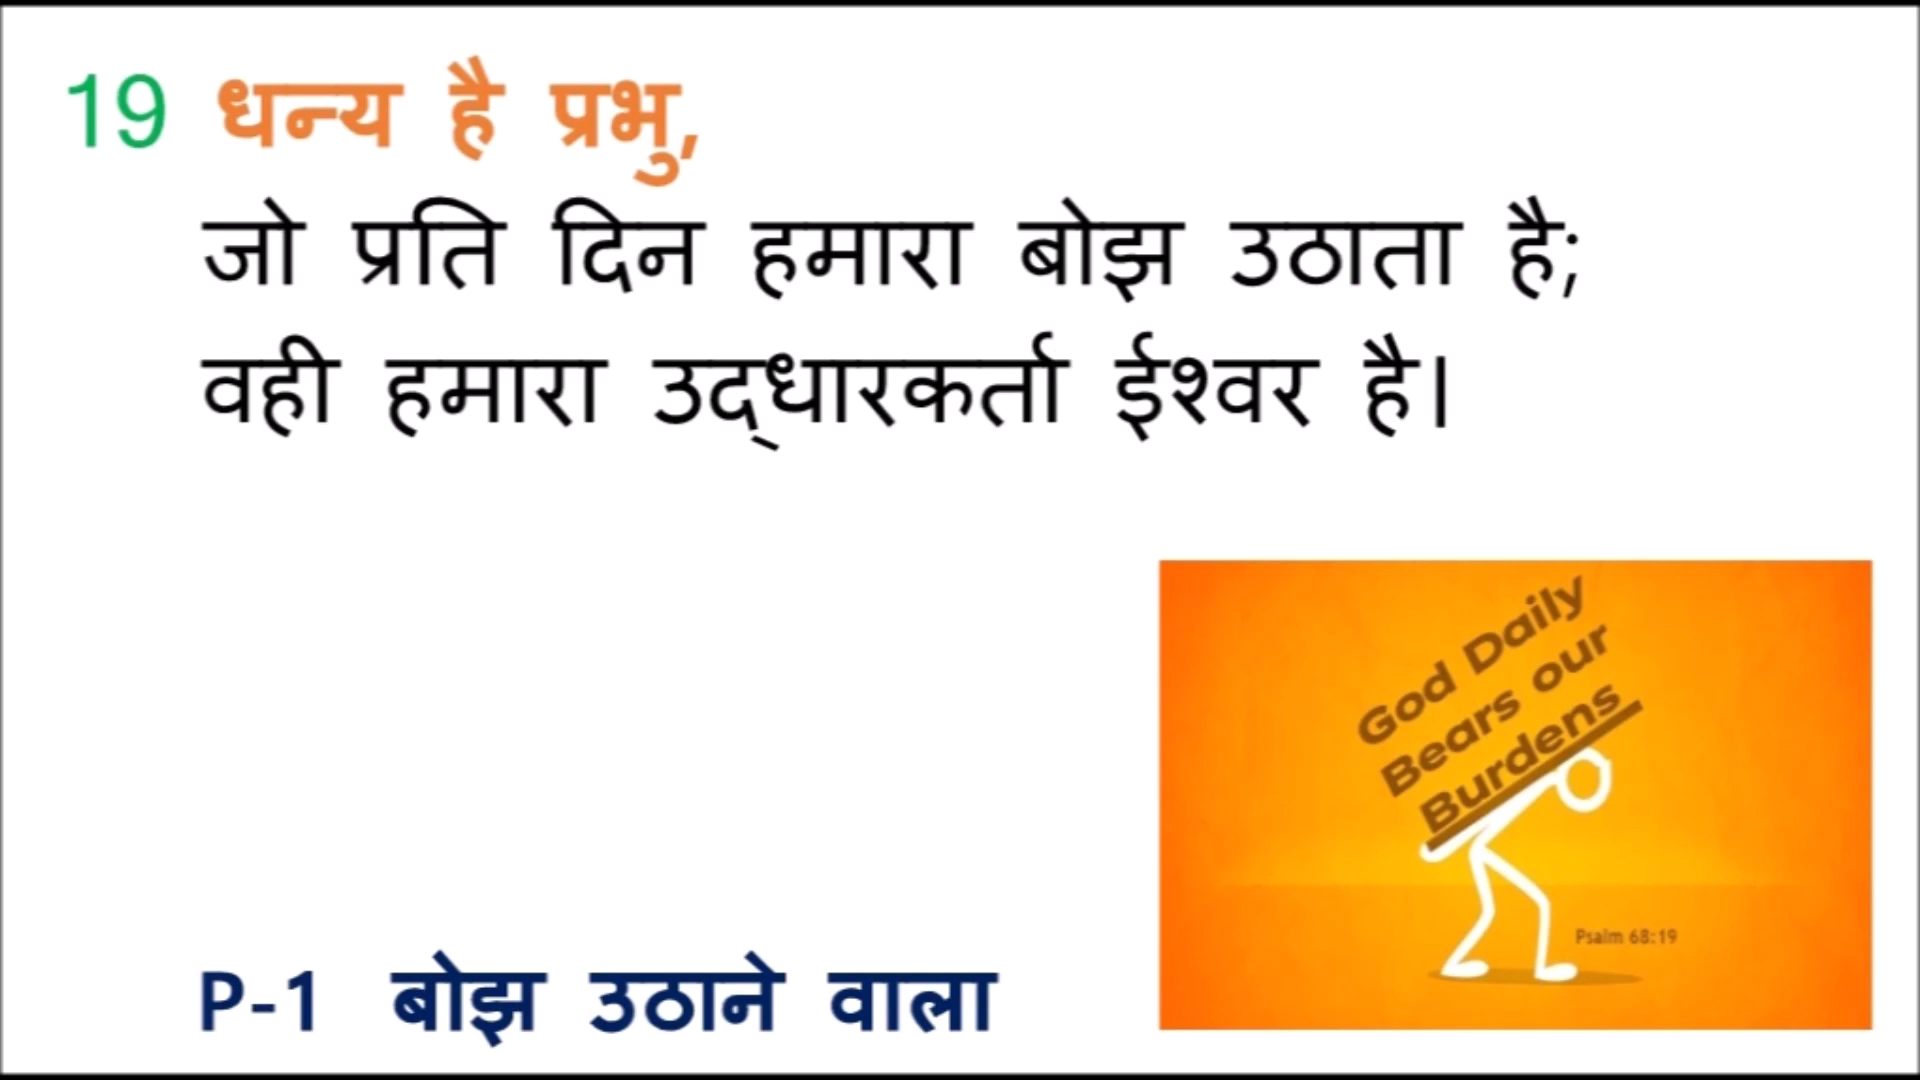 19 धन्य है प्रभु,
जो प्रति दिन हमारा बोझ उठाता है;
वही हमारा उद्‌धारकर्ता ईश्वर है।
God Daily
Bears our
Burdens
Psalm 68:19
P-1 बोझ उठाने वाला